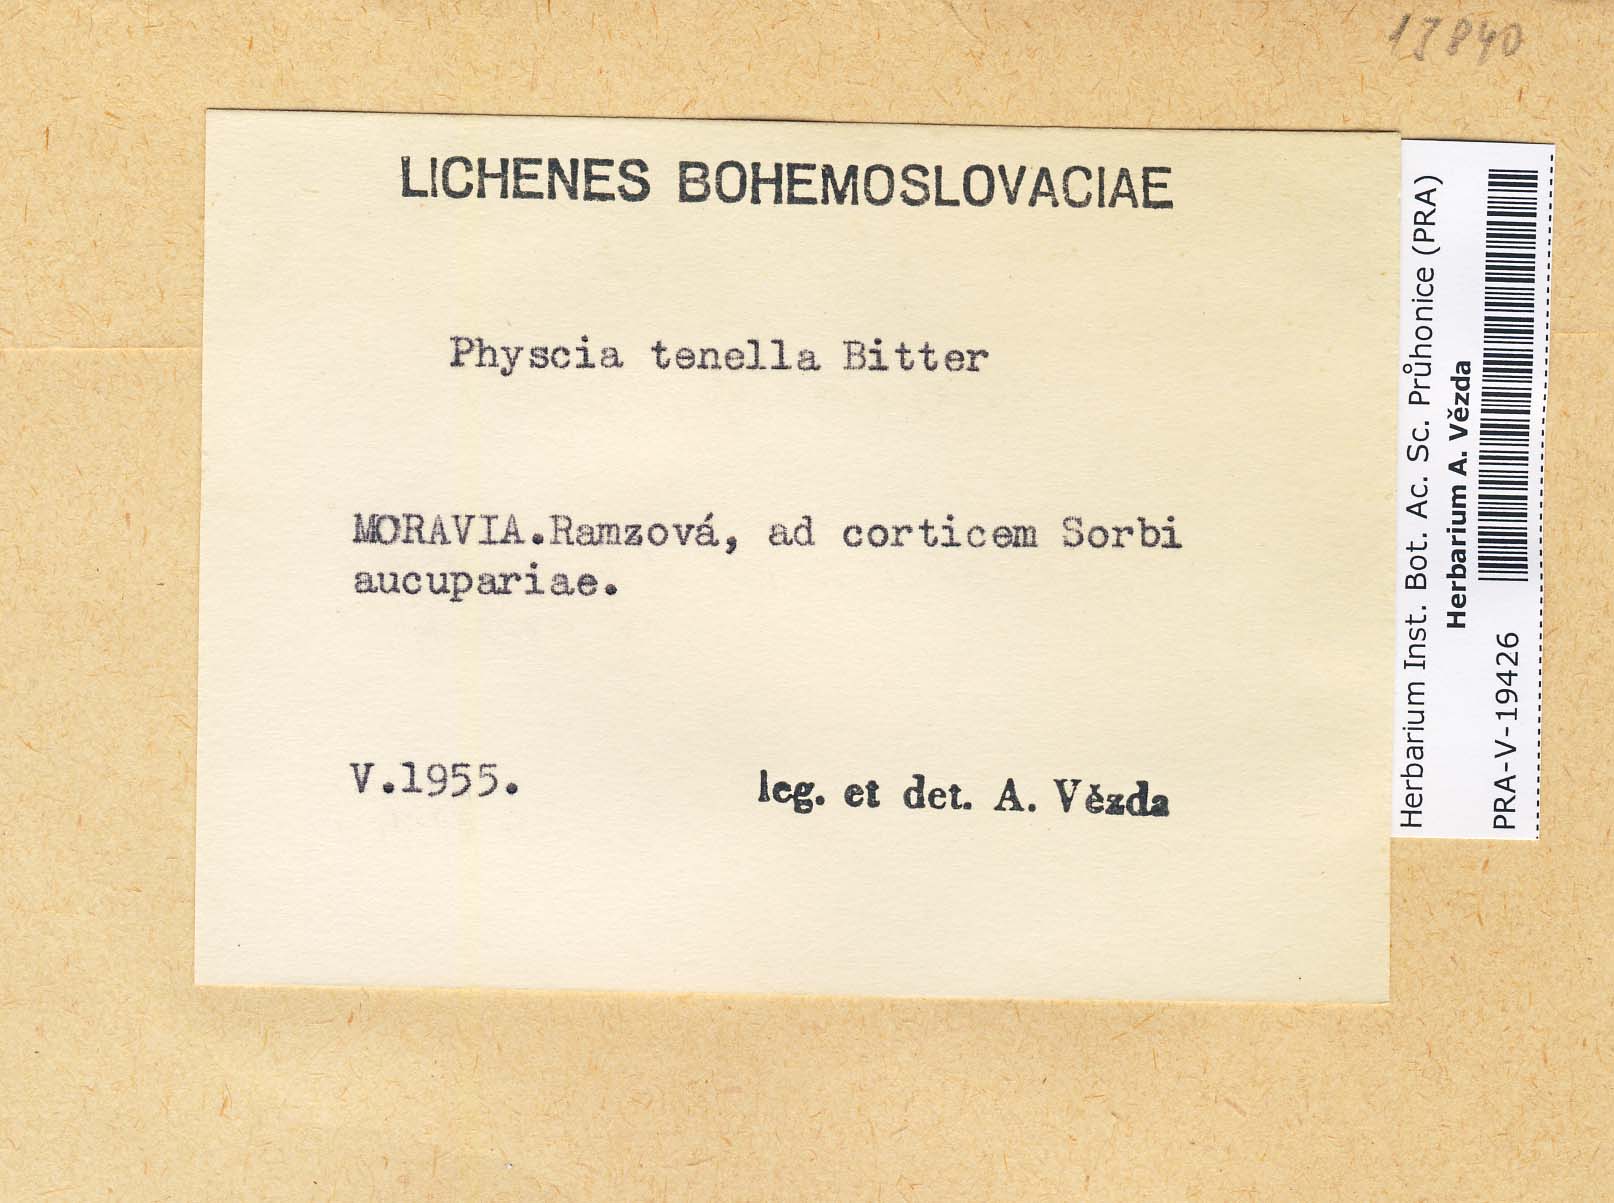 13840
LICHENES BOHEMOSLOVACIAE
Physcia tenella Bitter
MORAVIA.Ramzová, ad corticem Sorbi
aucupariae.
V.1955.
leg. et det. A. Vězda
Herbarium Inst. Bot. Ac. Sc. Průhonice (PRA)
Herbarium A. Vězda
PRA-V-19426